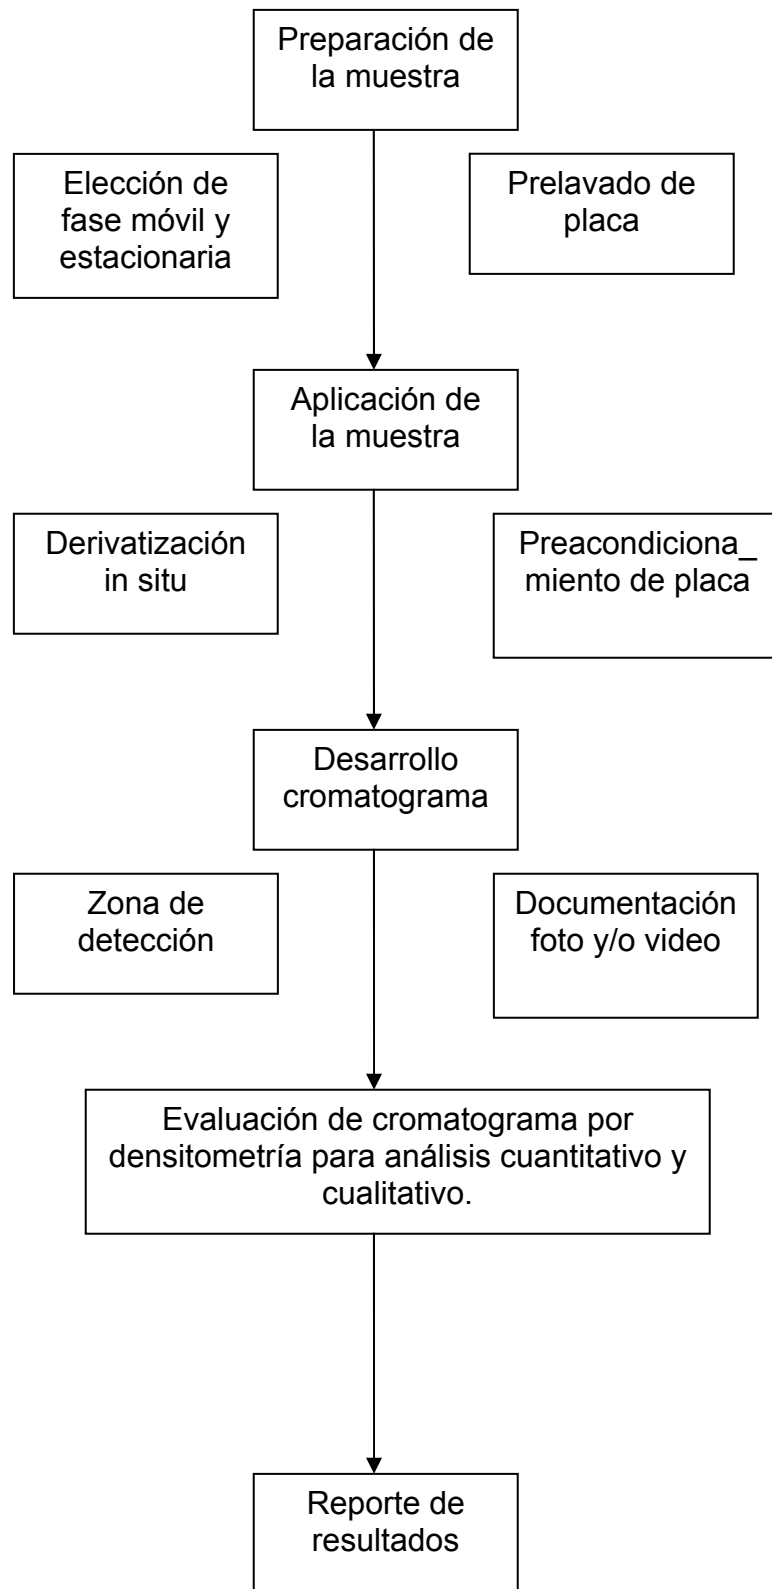 Preparación de
la muestra
Elección de
fase móvil y
estacionaria
Prelavado de
placa
Aplicación de
la muestra
Derivatización
in situ
Preacondiciona_
miento de placa
Desarrollo
cromatograma
Zona de
detección
Documentación
foto y/o video
Evaluación de cromatograma por
densitometría para análisis cuantitativo y
cualitativo.
Reporte de
resultados